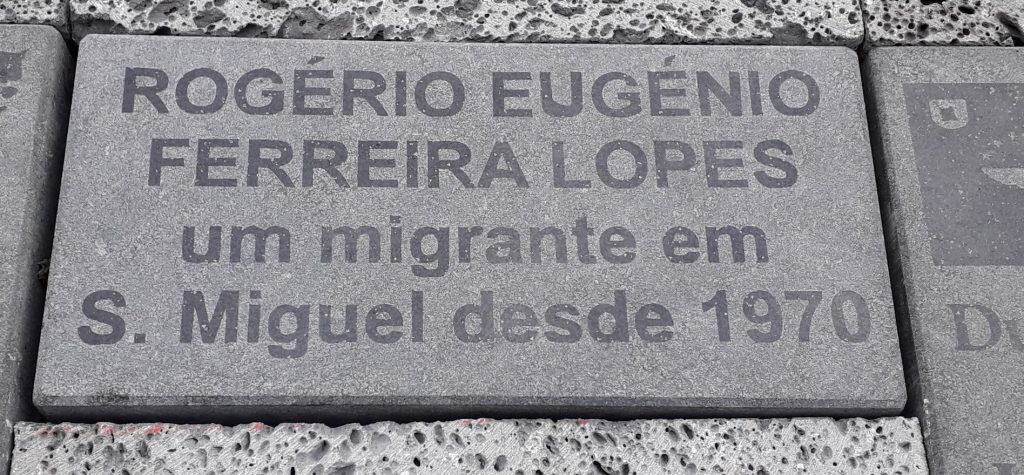 ROGÉRIO EUGÉNIO
FERREIRA LOPES
um migrante em
S. Miguel desde 1970